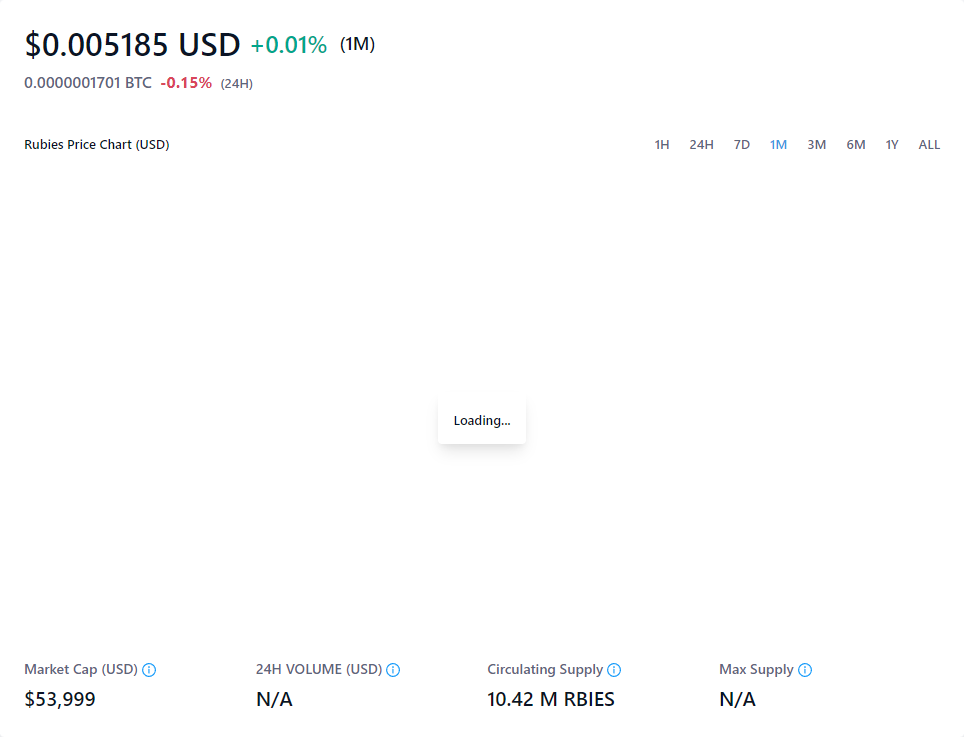 $0.005185 USD +0.01% (1M)
0.0000001701 BTC -0.15% (24H)
Rubies Price Chart (USD) 1H 24H 7D 1M 3M 6M 1Y ALL
Loading...
Market Cap (USD) 24H VOLUME (USD) Circulating Supply Max Supply
$53,999 N/A 10.42 M RBIES N/A